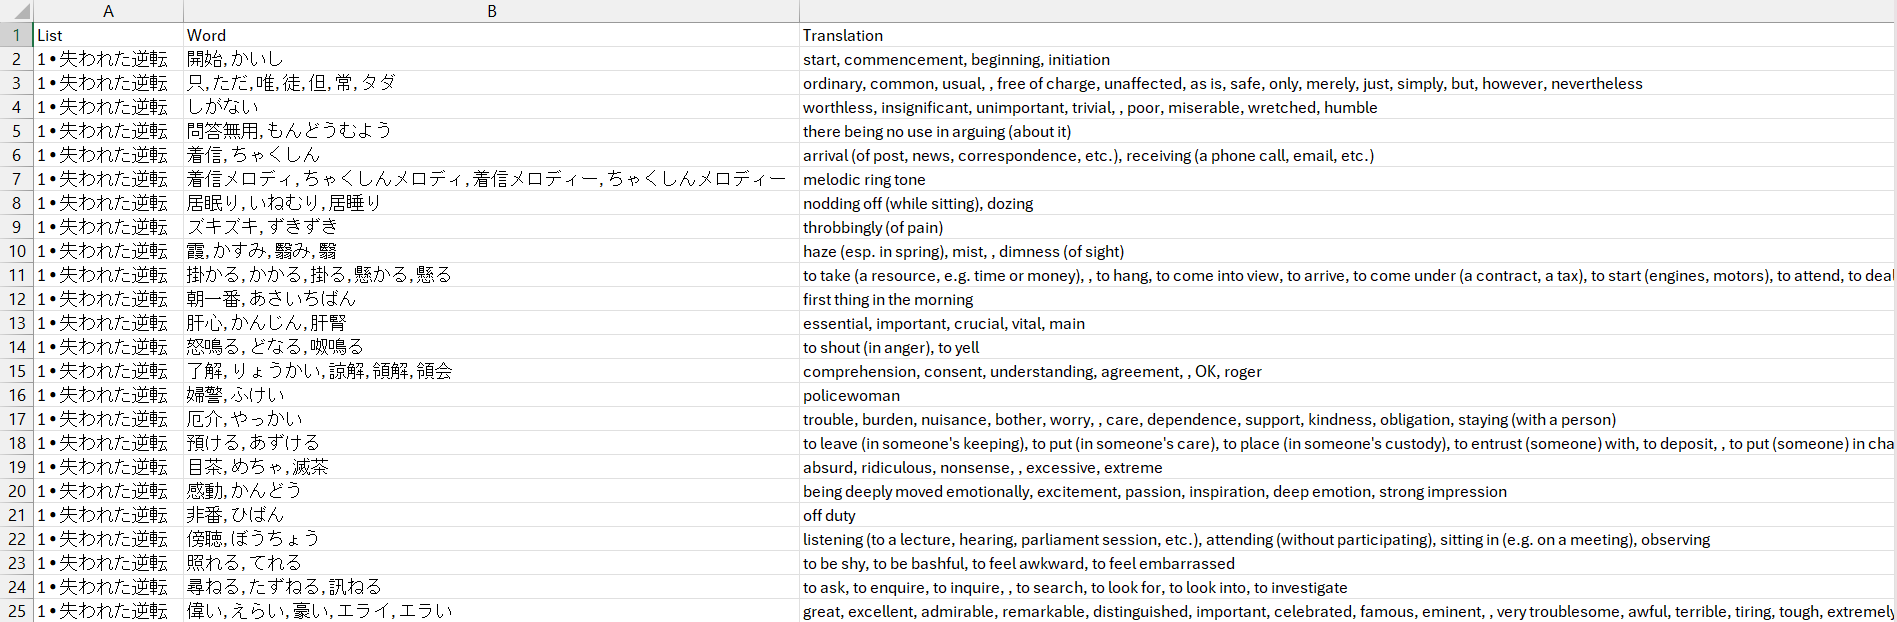 A B
1 List Word Translation
2 1•失われた逆転 開始,かいし start, commencement, beginning, initiation
3 1•失われた逆転 只,ただ,唯,徒,但,常,タダ ordinary, common, usual, , free of charge, unaffected, as is, safe, only, merely, just, simply, but, however, nevertheless
4 1•失われた逆転 しがない worthless, insignificant, unimportant, trivial, , poor, miserable, wretched, humble
5 1•失われた逆転 問答無用,もんどうむよう there being no use in arguing (about it)
6 1•失われた逆転 着信,ちゃくしん arrival (of post, news, correspondence, etc.), receiving (a phone call, email, etc.)
7 1•失われた逆転 着信メロディ,ちゃくしんメロディ,着信メロディー,ちゃくしんメロディー melodic ring tone
8 1•失われた逆転 居眠り,いねむり,居睡り nodding off (while sitting), dozing
9 1•失われた逆転 ズキズキ,ずきずき throbbingly (of pain)
10 1•失われた逆転 霞,かすみ,翳み,翳 haze (esp. in spring), mist, , dimness (of sight)
11 1•失われた逆転 掛かる,かかる,掛る,懸かる,懸る to take (a resource, e.g. time or money), , to hang, to come into view, to arrive, to come under (a contract, a tax), to start (engines, motors), to attend, to deal
12 1•失われた逆転 朝一番,あさいちばん first thing in the morning
13 1•失われた逆転 肝心,かんじん,肝腎 essential, important, crucial, vital, main
14 1•失われた逆転 怒鳴る,どなる,呶鳴る to shout (in anger), to yell
15 1•失われた逆転 了解,りょうかい,諒解,領解,領会 comprehension, consent, understanding, agreement, , OK, roger
16 1•失われた逆転 婦警,ふけい policewoman
17 1•失われた逆転 厄介,やっかい trouble, burden, nuisance, bother, worry, , care, dependence, support, kindness, obligation, staying (with a person)
18 1•失われた逆転 預ける,あずける to leave (in someone's keeping), to put (in someone's care), to place (in someone's custody), to entrust (someone) with, to deposit, , to put (someone) in cha
19 1•失われた逆転 目茶,めちゃ,滅茶 absurd, ridiculous, nonsense, , excessive, extreme
20 1•失われた逆転 感動,かんどう being deeply moved emotionally, excitement, passion, inspiration, deep emotion, strong impression
21 1•失われた逆転 非番,ひばん off duty
22 1•失われた逆転 傍聴,ぼうちょう listening (to a lecture, hearing, parliament session, etc.), attending (without participating), sitting in (e.g. on a meeting), observing
23 1•失われた逆転 照れる,てれる to be shy, to be bashful, to feel awkward, to feel embarrassed
24 1•失われた逆転 尋ねる,たずねる,訊ねる to ask, to enquire, to inquire, , to search, to look for, to look into, to investigate
25 1•失われた逆転 偉い,えらい,豪い,エライ,エラい great, excellent, admirable, remarkable, distinguished, important, celebrated, famous, eminent, , very troublesome, awful, terrible, tiring, tough, extremely